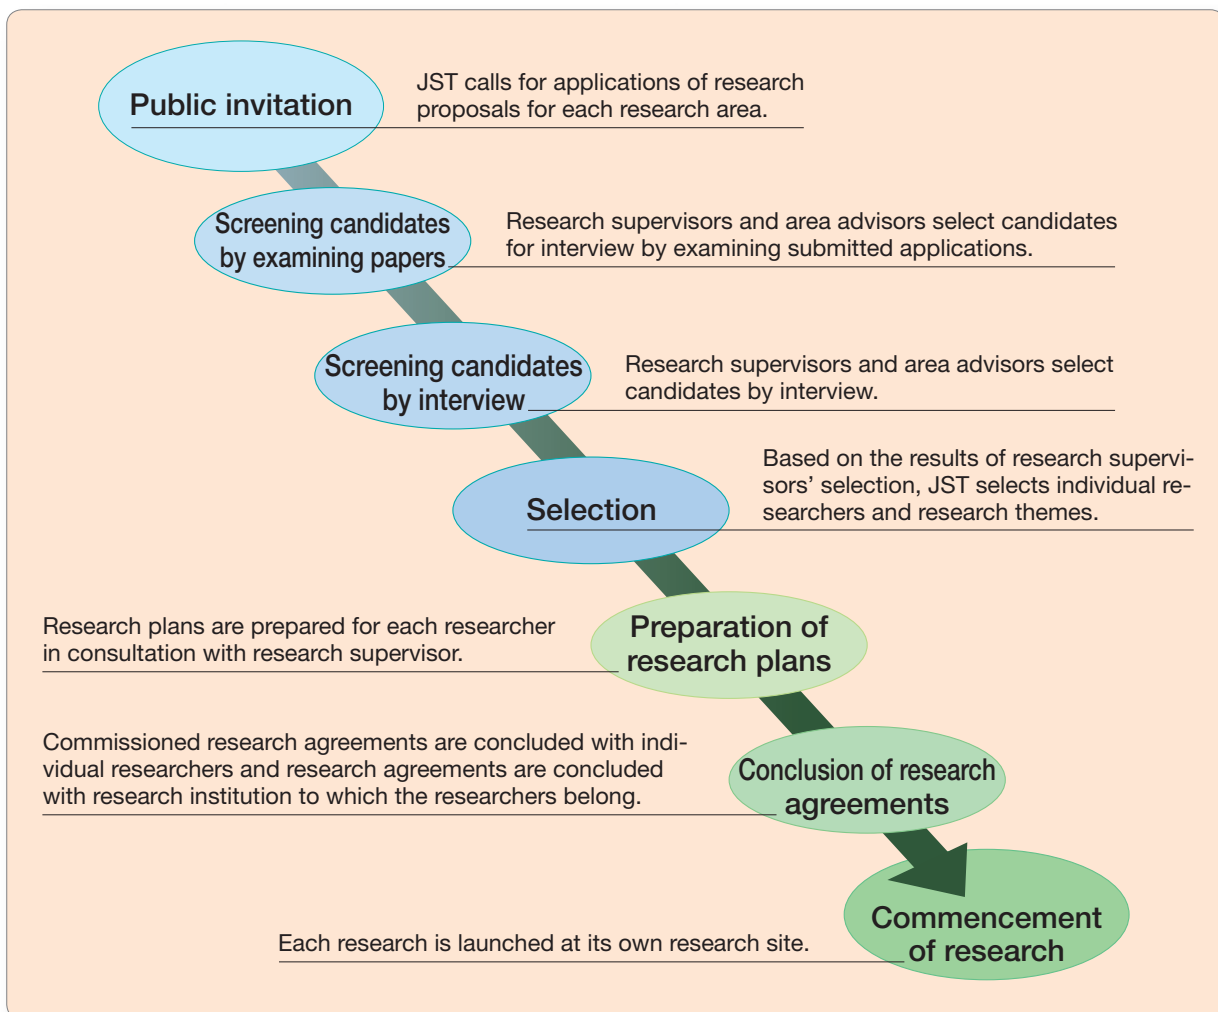 Public invitation
JST calls for applications of research
proposals for each research area.
Screening candidates
by examining papers
Research supervisors and area advisors select candidates
for interview by examining submitted applications.
Screening candidates
by interview
Research supervisors and area advisors select
candidates by interview.
Selection
Based on the results of research supervi-
sors’ selection, JST selects individual re-
searchers and research themes.
Preparation of
research plans
Research plans are prepared for each researcher
in consultation with research supervisor.
Conclusion of research
agreements
Commissioned research agreements are concluded with indi-
vidual researchers and research agreements are concluded
with research institution to which the researchers belong.
Commencement
of research
Each research is launched at its own research site.